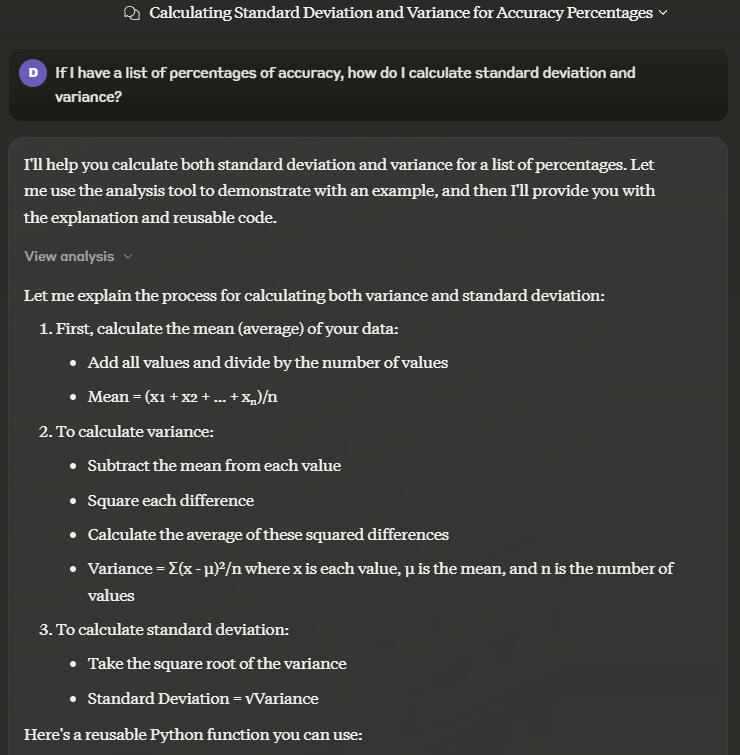 Calculating Standard Deviation and Variance for Accuracy Percentages
D
If I have a list of percentages of accuracy, how do I calculate standard deviation and
variance?
I'll help you calculate both standard deviation and variance for a list of percentages. Let
me use the analysis tool to demonstrate with an example, and then I'll provide you with
the explanation and reusable code.
View analysis
Let me explain the process for calculating both variance and standard deviation:
1. First, calculate the mean (average) of your data:
• Add all values and divide by the number of values
• Mean = (x1 + x2 + ... + xₙ)/n
2. To calculate variance:
• Subtract the mean from each value
• Square each difference
• Calculate the average of these squared differences
• Variance = Σ(x - μ)²/n where x is each value, μ is the mean, and n is the number of
values
3. To calculate standard deviation:
• Take the square root of the variance
• Standard Deviation = √Variance
Here's a reusable Python function you can use: